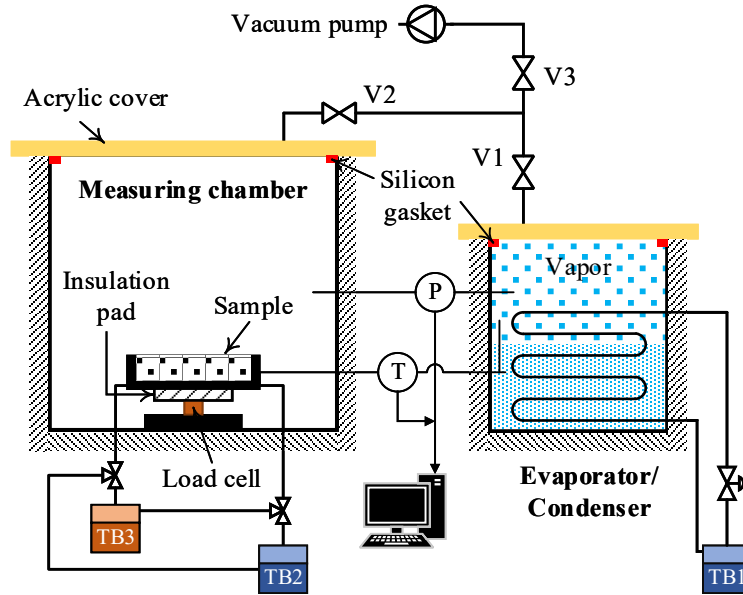 Vacuum pump
V3
Acrylic cover
V2
V1
Measuring chamber
Silicon
gasket
Vapor
Insulation
pad
Sample
P
T
Load cell
Evaporator/
Condenser
TB3
TB2
TB1